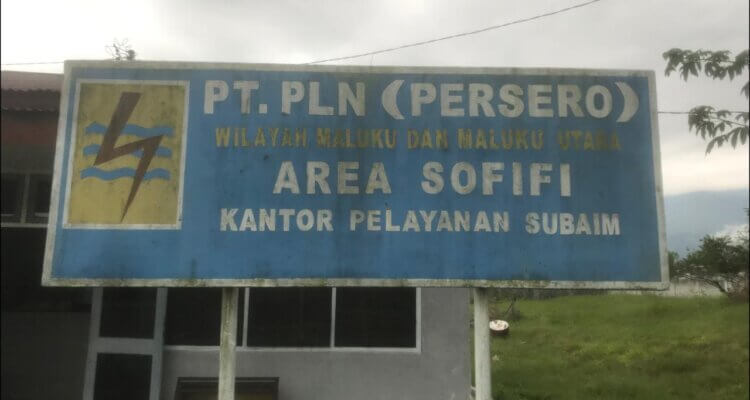 PT. PLN (PERSERO)
WILAYAH MALUKU DAN MALUKU UTARA
AREA SOFIFI
KANTOR PELAYANAN SUBAIM